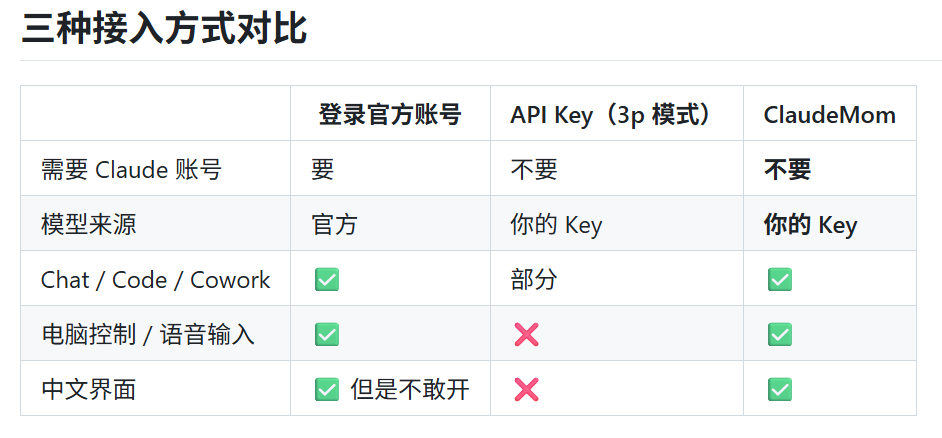 三种接入方式对比
登录官方账号 API Key（3p 模式） ClaudeMom
需要 Claude 账号 要 不要 不要
模型来源 官方 你的 Key 你的 Key
Chat / Code / Cowork ✅ 部分 ✅
电脑控制 / 语音输入 ✅ ❌ ✅
中文界面 ✅ 但是不敢开 ❌ ✅